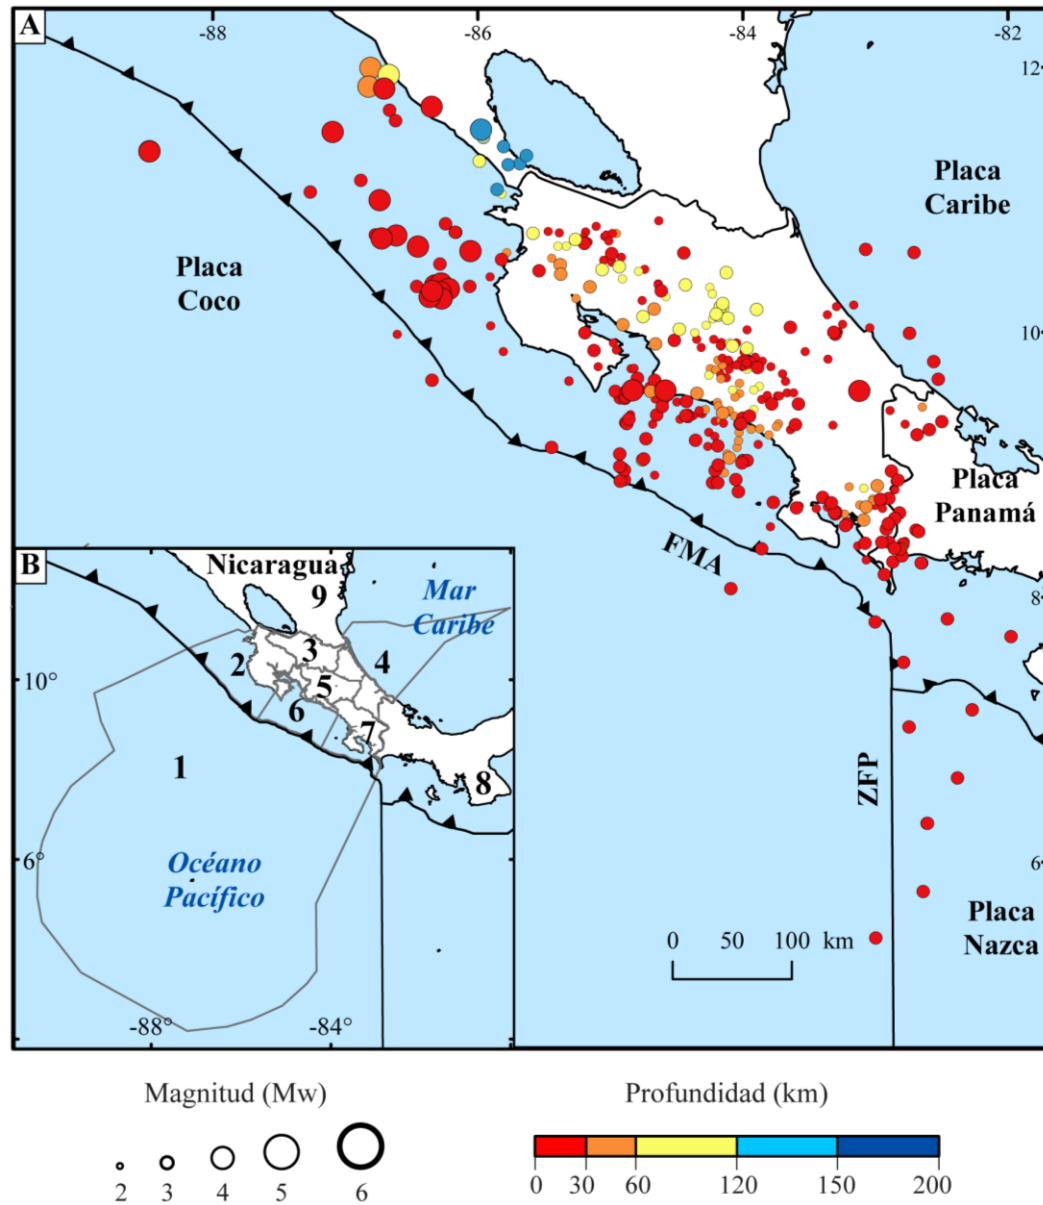 A
-88
-86
-84
-82
12
Placa
Caribe
Placa
Coco
10
Placa
Panamá
FMA
8
B
Nicaragua
9
Mar
Caribe
3
2
4
10°
5
6
7
1
8
ZFP
6°
Océano
Pacífico
6
Placa
Nazca
0 50 100 km
-88°
-84°
Magnitud (Mw)
Profundidad (km)
2 3 4 5 6
0 30 60 120 150 200